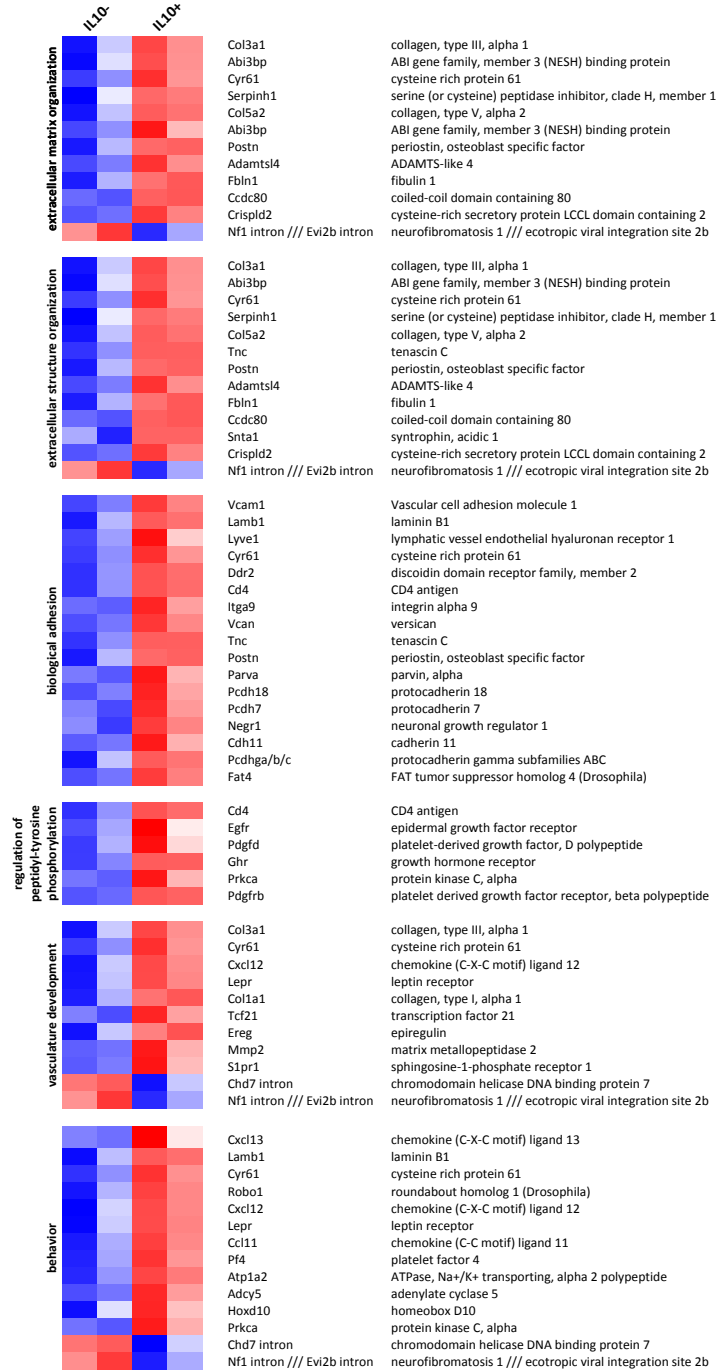 IL10- IL10+
extracellular matrix organization
Col3a1 collagen, type III, alpha 1
Abi3bp ABI gene family, member 3 (NESH) binding protein
Cyr61 cysteine rich protein 61
Serpinh1 serine (or cysteine) peptidase inhibitor, clade H, member 1
Col5a2 collagen, type V, alpha 2
Abi3bp ABI gene family, member 3 (NESH) binding protein
Postn periostin, osteoblast specific factor
Adamtsl4 ADAMTS-like 4
Fbln1 fibulin 1
Ccdc80 coiled-coil domain containing 80
Crispld2 cysteine-rich secretory protein LCCL domain containing 2
Nf1 intron /// Evi2b intron neurofibromatosis 1 /// ecotropic viral integration site 2b
extracellular structure organization
Col3a1 collagen, type III, alpha 1
Abi3bp ABI gene family, member 3 (NESH) binding protein
Cyr61 cysteine rich protein 61
Serpinh1 serine (or cysteine) peptidase inhibitor, clade H, member 1
Col5a2 collagen, type V, alpha 2
Tnc tenascin C
Postn periostin, osteoblast specific factor
Adamtsl4 ADAMTS-like 4
Fbln1 fibulin 1
Ccdc80 coiled-coil domain containing 80
Snta1 syntrophin, acidic 1
Crispld2 cysteine-rich secretory protein LCCL domain containing 2
Nf1 intron /// Evi2b intron neurofibromatosis 1 /// ecotropic viral integration site 2b
biological adhesion
Vcam1 Vascular cell adhesion molecule 1
Lamb1 laminin B1
Lyve1 lymphatic vessel endothelial hyaluronan receptor 1
Cyr61 cysteine rich protein 61
Ddr2 discoidin domain receptor family, member 2
Cd4 CD4 antigen
Itga9 integrin alpha 9
Vcan versican
Tnc tenascin C
Postn periostin, osteoblast specific factor
Parva parvin, alpha
Pcdh18 protocadherin 18
Pcdh7 protocadherin 7
Negr1 neuronal growth regulator 1
Cdh11 cadherin 11
Pcdhga/b/c protocadherin gamma subfamilies ABC
Fat4 FAT tumor suppressor homolog 4 (Drosophila)
regulation of
peptidyl-tyrosine
phosphorylation
Cd4 CD4 antigen
Egfr epidermal growth factor receptor
Pdgfd platelet-derived growth factor, D polypeptide
Ghr growth hormone receptor
Prkca protein kinase C, alpha
Pdgfrb platelet derived growth factor receptor, beta polypeptide
vasculature development
Col3a1 collagen, type III, alpha 1
Cyr61 cysteine rich protein 61
Cxcl12 chemokine (C-X-C motif) ligand 12
Lepr leptin receptor
Col1a1 collagen, type I, alpha 1
Tcf21 transcription factor 21
Ereg epiregulin
Mmp2 matrix metallopeptidase 2
S1pr1 sphingosine-1-phosphate receptor 1
Chd7 intron chromodomain helicase DNA binding protein 7
Nf1 intron /// Evi2b intron neurofibromatosis 1 /// ecotropic viral integration site 2b
behavior
Cxcl13 chemokine (C-X-C motif) ligand 13
Lamb1 laminin B1
Cyr61 cysteine rich protein 61
Robo1 roundabout homolog 1 (Drosophila)
Cxcl12 chemokine (C-X-C motif) ligand 12
Lepr leptin receptor
Ccl11 chemokine (C-C motif) ligand 11
Pf4 platelet factor 4
Atp1a2 ATPase, Na+/K+ transporting, alpha 2 polypeptide
Adcy5 adenylate cyclase 5
Hoxd10 homeobox D10
Prkca protein kinase C, alpha
Chd7 intron chromodomain helicase DNA binding protein 7
Nf1 intron /// Evi2b intron neurofibromatosis 1 /// ecotropic viral integration site 2b